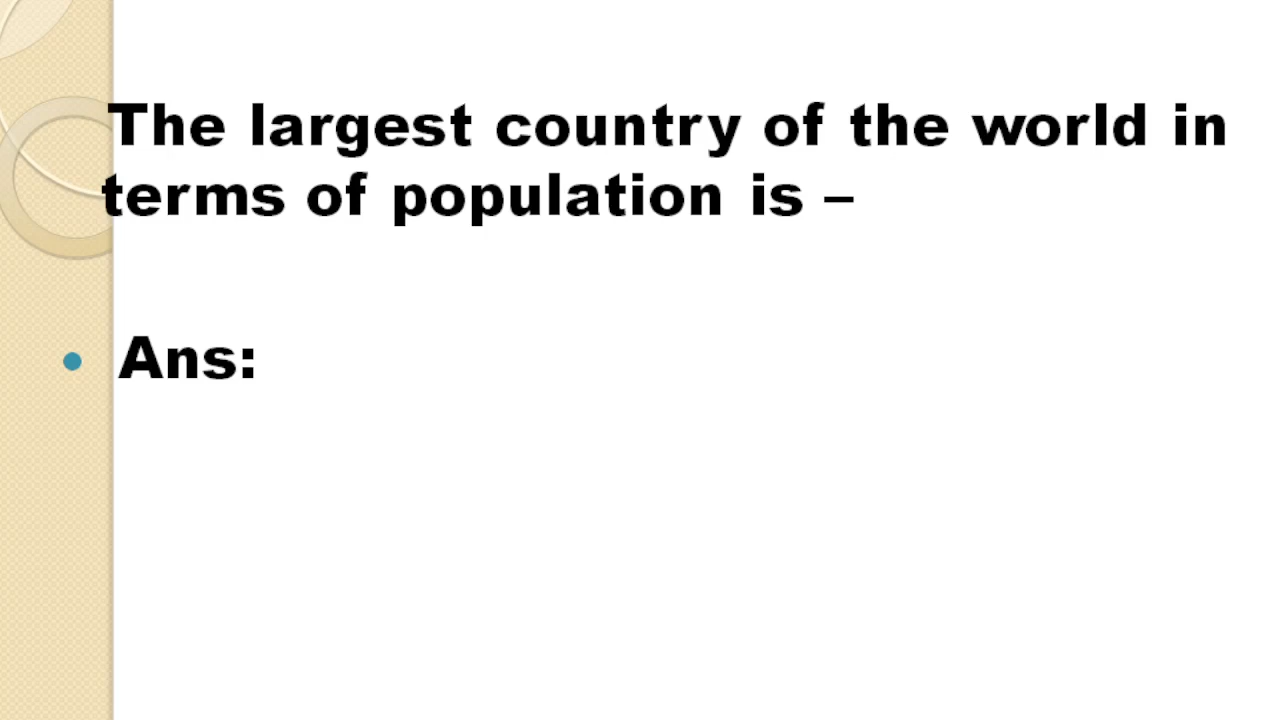 The largest country of the world in
terms of population is –
• Ans: